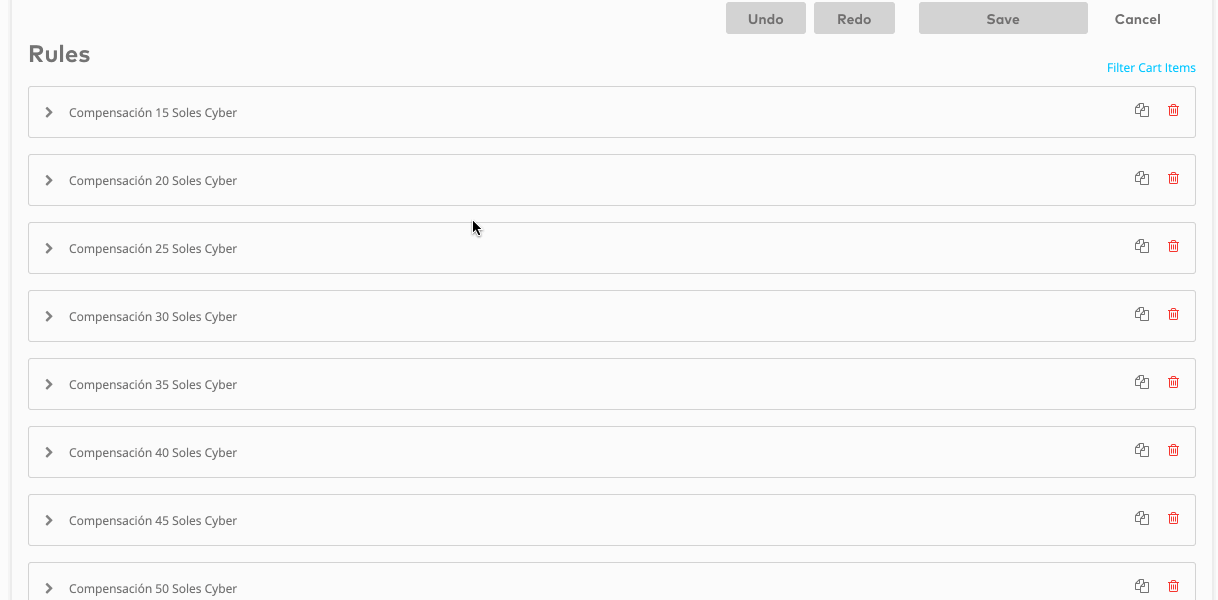 Undo Redo Save Cancel
Rules
Filter Cart Items
Compensación 15 Soles Cyber
Compensación 20 Soles Cyber
Compensación 25 Soles Cyber
Compensación 30 Soles Cyber
Compensación 35 Soles Cyber
Compensación 40 Soles Cyber
Compensación 45 Soles Cyber
Compensación 50 Soles Cyber